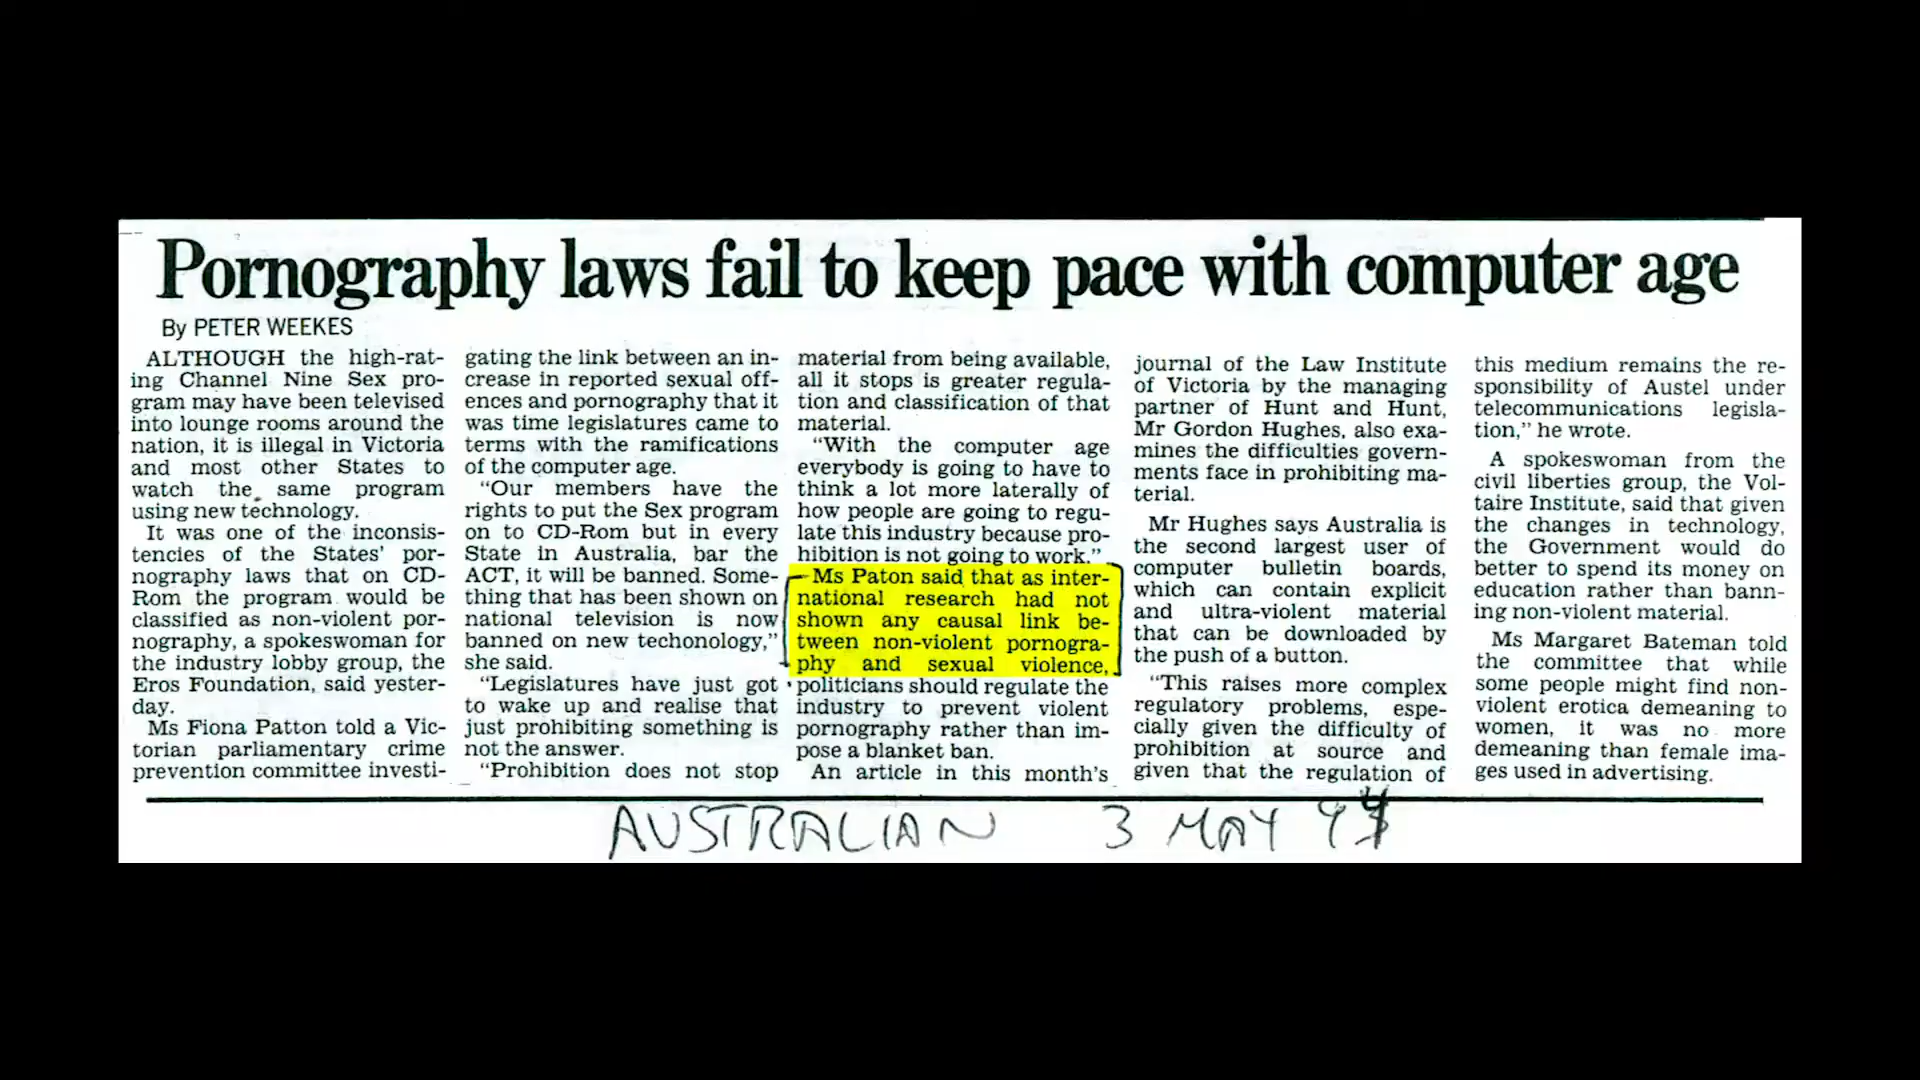 Pornography laws fail to keep pace with computer age
By PETER WEEKES
ALTHOUGH the high-rat-
ing Channel Nine Sex pro-
gram may have been televised
into lounge rooms around the
nation, it is illegal in Victoria
and most other States to
watch the same program
using new technology.
It was one of the inconsis-
tencies of the States' por-
nography laws that on CD-
Rom the program would be
classified as non-violent por-
nography, a spokeswoman for
the industry lobby group, the
Eros Foundation, said yester-
day.
Ms Fiona Patton told a Vic-
torian parliamentary crime
prevention committee investi-
gating the link between an in-
crease in reported sexual off-
ences and pornography that it
was time legislatures came to
terms with the ramifications
of the computer age.
“Our members have the
rights to put the Sex program
on to CD-Rom but in every
State in Australia, bar the
ACT, it will be banned. Some-
thing that has been shown on
national television is now
banned on new techonology,”
she said.
“Legislatures have just got
to wake up and realise that
just prohibiting something is
not the answer.
“Prohibition does not stop
material from being available,
all it stops is greater regula-
tion and classification of that
material.
“With the computer age
everybody is going to have to
think a lot more laterally of
how people are going to regu-
late this industry because pro-
hibition is not going to work.”
Ms Paton said that as inter-
national research had not
shown any causal link be-
tween non-violent pornogra-
phy and sexual violence,
politicians should regulate the
industry to prevent violent
pornography rather than im-
pose a blanket ban.
An article in this month's
journal of the Law Institute
of Victoria by the managing
partner of Hunt and Hunt,
Mr Gordon Hughes, also exa-
mines the difficulties govern-
ments face in prohibiting ma-
terial.
Mr Hughes says Australia is
the second largest user of
computer bulletin boards,
which can contain explicit
and ultra-violent material
that can be downloaded by
the push of a button.
“This raises more complex
regulatory problems, espe-
cially given the difficulty of
prohibition at source and
given that the regulation of
this medium remains the re-
sponsibility of Austel under
telecommunications legisla-
tion,” he wrote.
A spokeswoman from the
civil liberties group, the Vol-
taire Institute, said that given
the changes in technology,
the Government would do
better to spend its money on
education rather than bann-
ing non-violent material.
Ms Margaret Bateman told
the committee that while
some people might find non-
violent erotica demeaning to
women, it was no more
demeaning than female ima-
ges used in advertising.
AUSTRALIAN 3 MAY 94